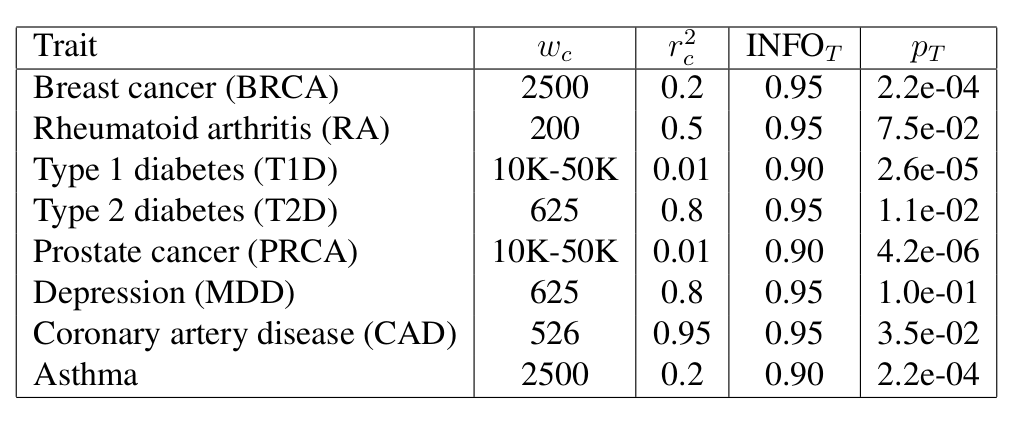 Trait w_c r_c^2 INFO_T p_T
Breast cancer (BRCA) 2500 0.2 0.95 2.2e-04
Rheumatoid arthritis (RA) 200 0.5 0.95 7.5e-02
Type 1 diabetes (T1D) 10K-50K 0.01 0.90 2.6e-05
Type 2 diabetes (T2D) 625 0.8 0.95 1.1e-02
Prostate cancer (PRCA) 10K-50K 0.01 0.90 4.2e-06
Depression (MDD) 625 0.8 0.95 1.0e-01
Coronary artery disease (CAD) 526 0.95 0.95 3.5e-02
Asthma 2500 0.2 0.90 2.2e-04